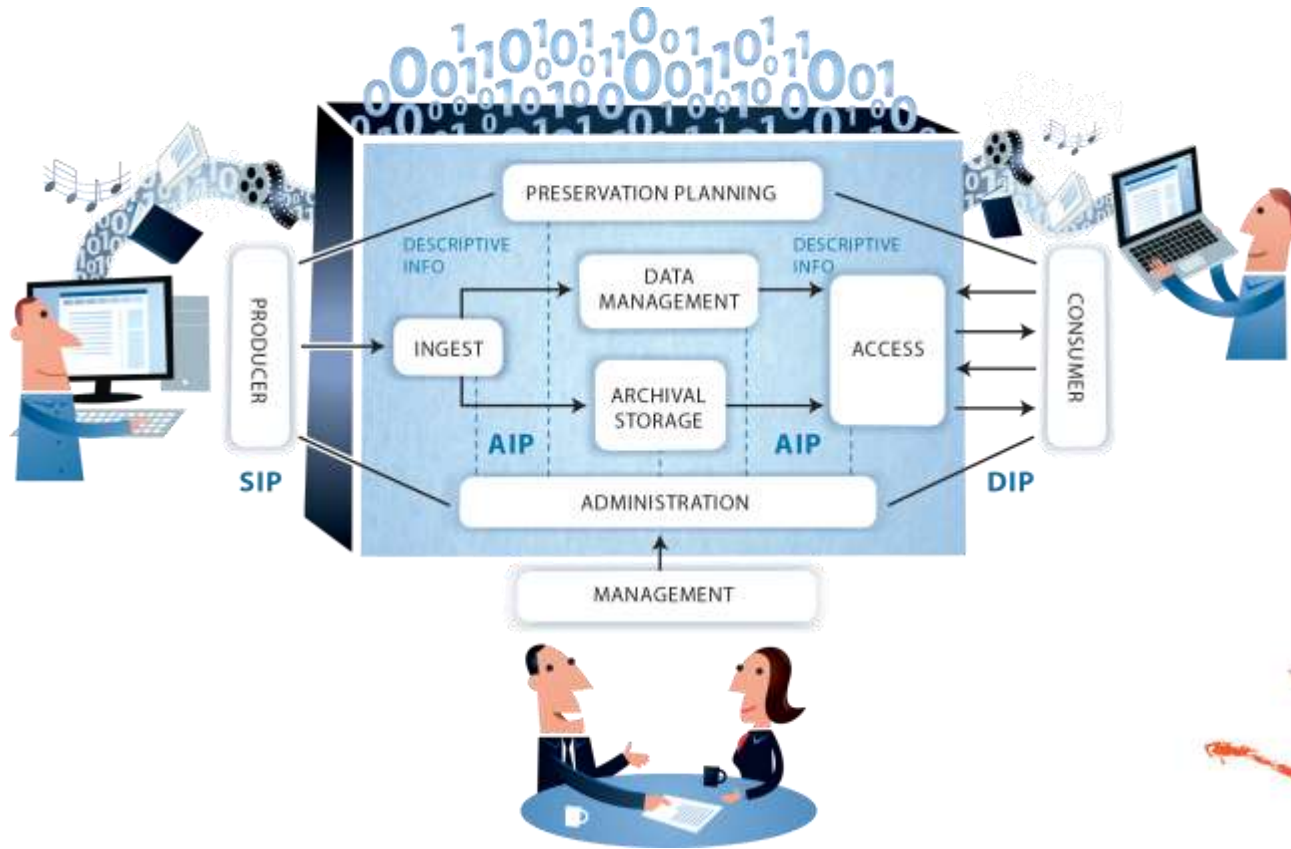 PRESERVATION PLANNING
DESCRIPTIVE
INFO
DESCRIPTIVE
INFO
DATA
MANAGEMENT
PRODUCER
INGEST
ACCESS
CONSUMER
ARCHIVAL
STORAGE
AIP
AIP
SIP
DIP
ADMINISTRATION
MANAGEMENT